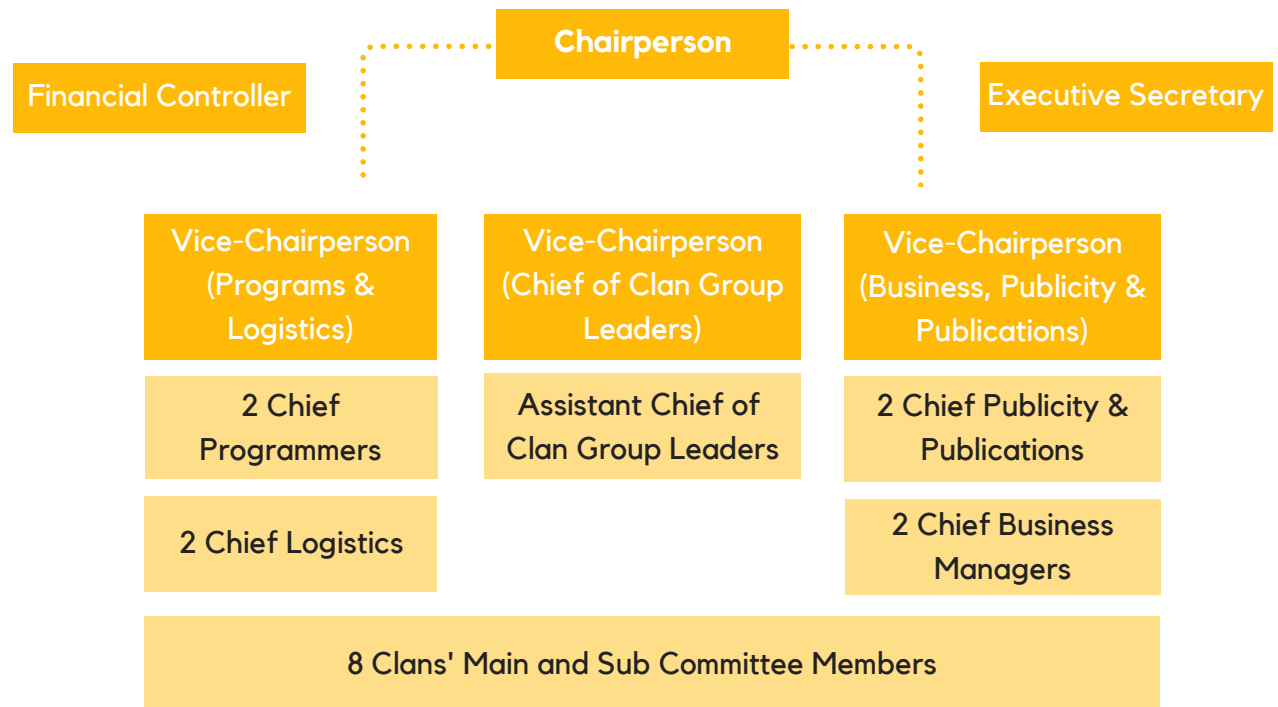 Chairperson
Financial Controller
Executive Secretary
Vice-Chairperson
(Programs &
Logistics)
Vice-Chairperson
(Chief of Clan Group
Leaders)
Vice-Chairperson
(Business, Publicity &
Publications)
2 Chief
Programmers
Assistant Chief of
Clan Group Leaders
2 Chief Publicity &
Publications
2 Chief Logistics
2 Chief Business
Managers
8 Clans' Main and Sub Committee Members